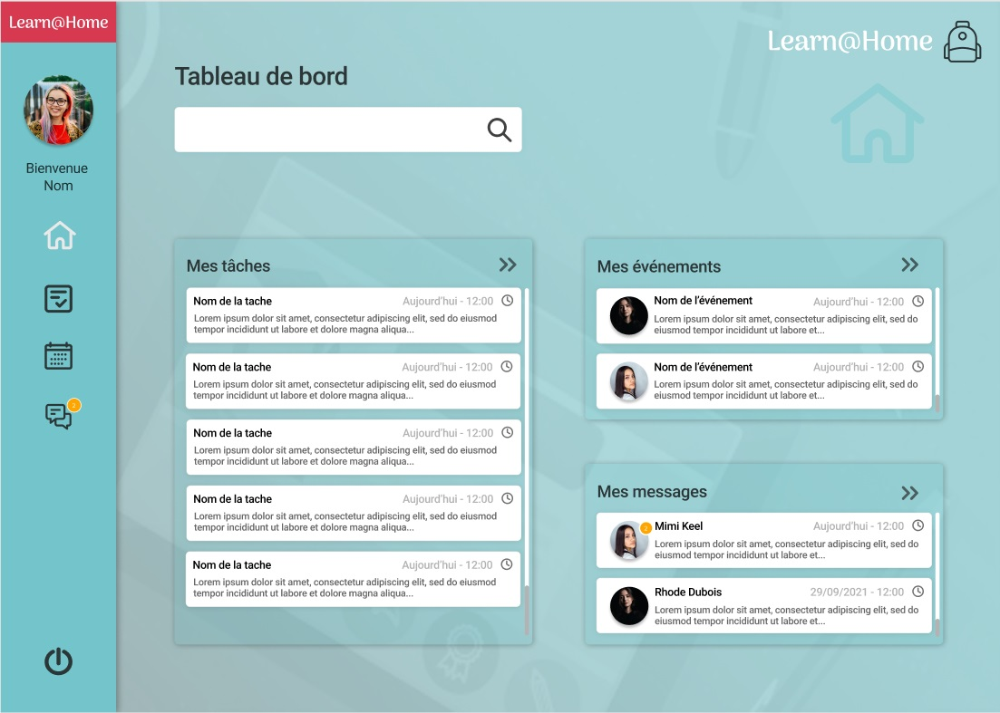 Learn@Home
Learn@Home
Bienvenue
Nom
2
Tableau de bord
Mes tâches
Nom de la tache Aujourd'hui - 12:00
Lorem ipsum dolor sit amet, consectetur adipiscing elit, sed do eiusmod
tempor incididunt ut labore et dolore magna aliqua...
Nom de la tache Aujourd'hui - 12:00
Lorem ipsum dolor sit amet, consectetur adipiscing elit, sed do eiusmod
tempor incididunt ut labore et dolore magna aliqua...
Nom de la tache Aujourd'hui - 12:00
Lorem ipsum dolor sit amet, consectetur adipiscing elit, sed do eiusmod
tempor incididunt ut labore et dolore magna aliqua...
Nom de la tache Aujourd'hui - 12:00
Lorem ipsum dolor sit amet, consectetur adipiscing elit, sed do eiusmod
tempor incididunt ut labore et dolore magna aliqua...
Nom de la tache Aujourd'hui - 12:00
Lorem ipsum dolor sit amet, consectetur adipiscing elit, sed do eiusmod
tempor incididunt ut labore et dolore magna aliqua...
Mes événements
Nom de l'événement Aujourd'hui - 12:00
Lorem ipsum dolor sit amet, consectetur adipiscing elit, sed do
eiusmod tempor incididunt ut labore et...
Nom de l'événement Aujourd'hui - 12:00
Lorem ipsum dolor sit amet, consectetur adipiscing elit, sed do
eiusmod tempor incididunt ut labore et...
Mes messages
2
Mimi Keel Aujourd'hui - 12:00
Lorem ipsum dolor sit amet, consectetur adipiscing elit, sed do
eiusmod tempor incididunt ut labore et...
Rhode Dubois 29/09/2021 - 12:00
Lorem ipsum dolor sit amet, consectetur adipiscing elit, sed do
eiusmod tempor incididunt ut labore et...